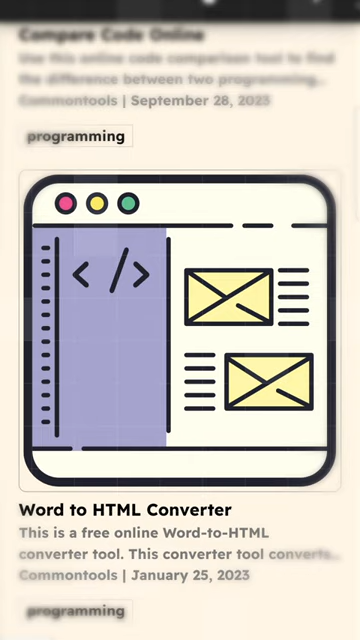 Compare Code Online
Use this online code comparison tool to find
the difference between two programming...
Commontools | September 28, 2023
programming
</>
Word to HTML Converter
This is a free online Word-to-HTML
converter tool. This converter tool converts...
Commontools | January 25, 2023
programming